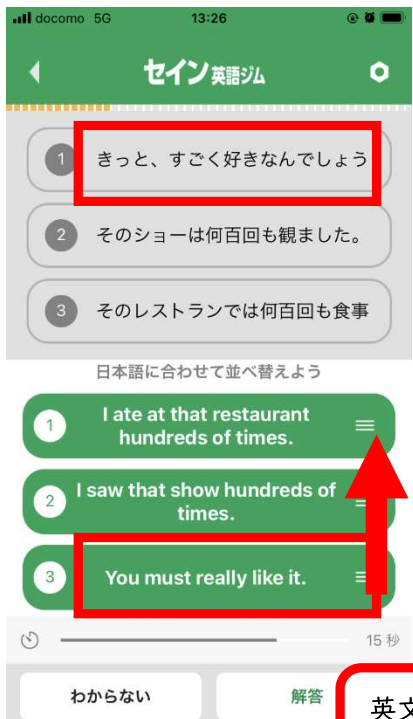 docomo 5G 13:26
セイン英語ジム
1 きっと、すごく好きなんでしょう
2 そのショーは何百回も観ました。
3 そのレストランでは何百回も食事
日本語に合わせて並べ替えよう
1 I ate at that restaurant
hundreds of times.
2 I saw that show hundreds of
times.
3 You must really like it.
15 秒
わからない 解答
英文